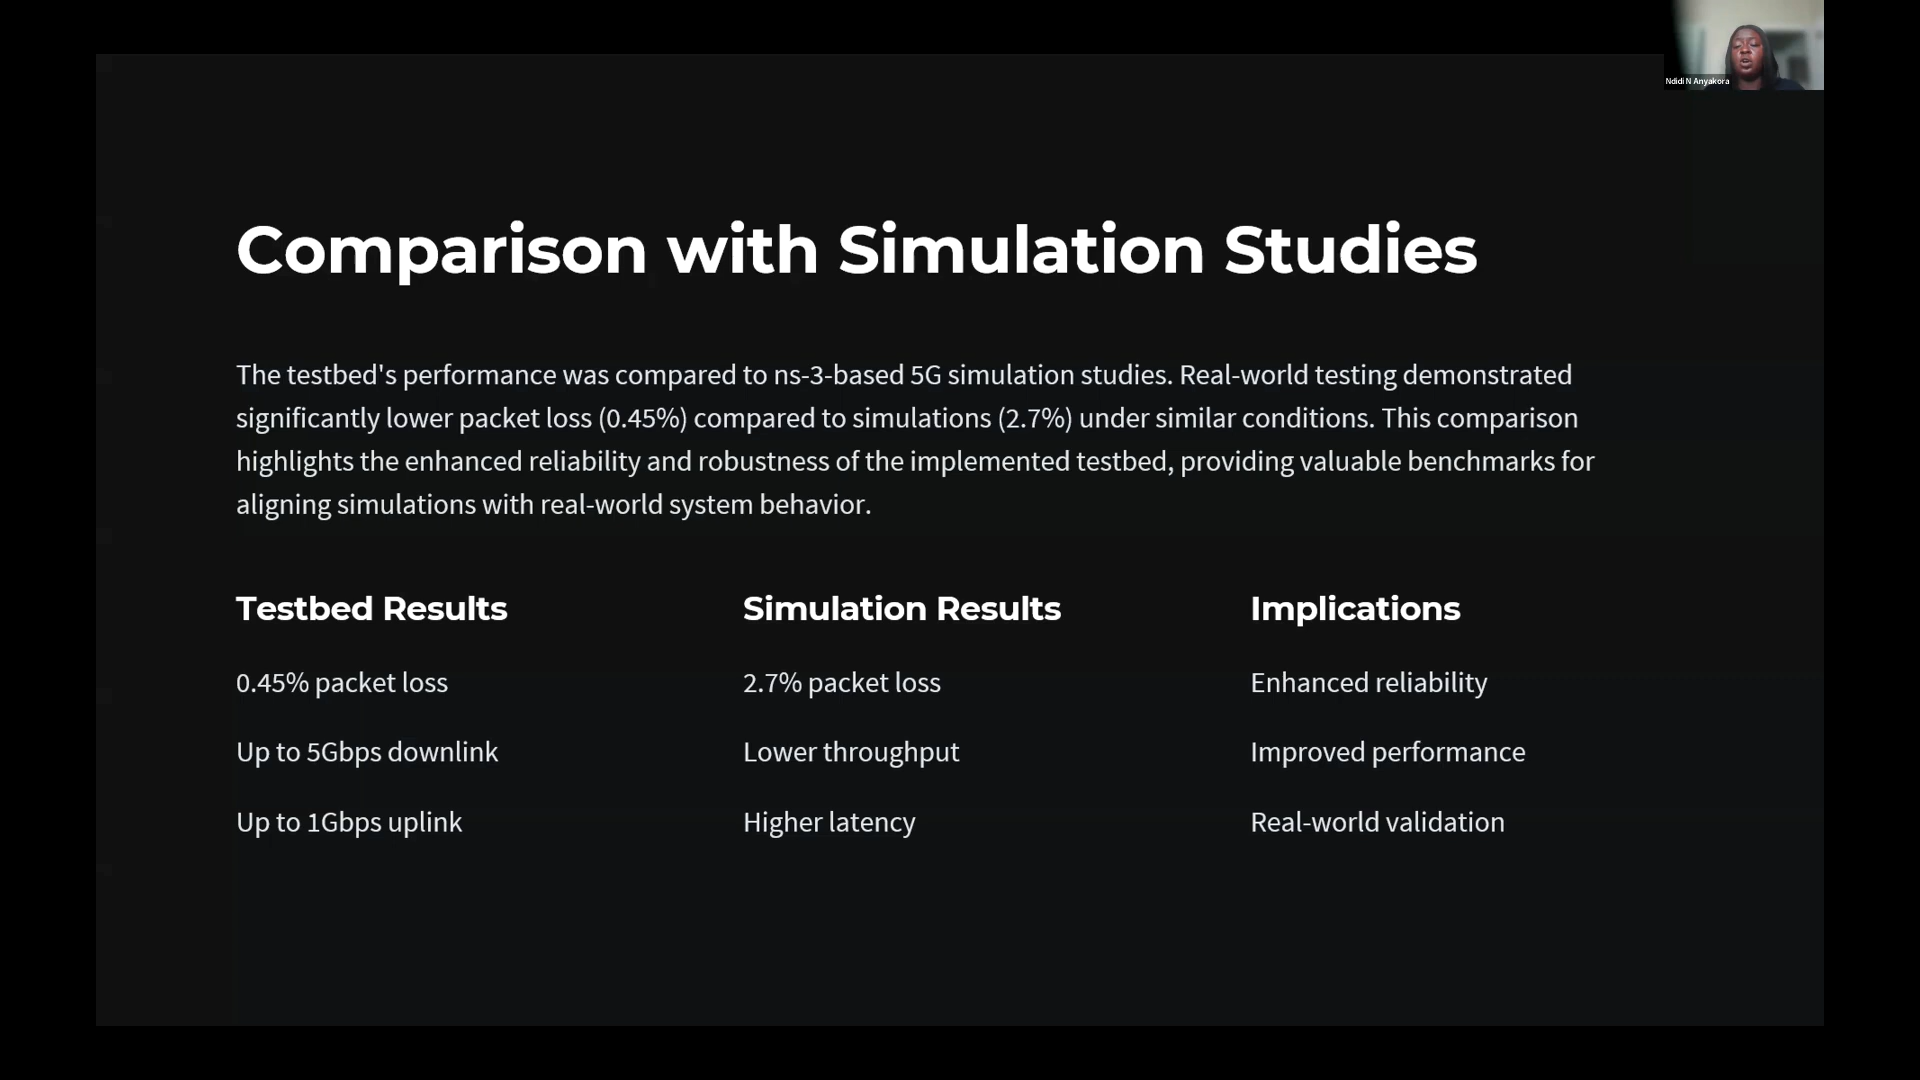 Ndidi N Anyakora
Comparison with Simulation Studies
The testbed's performance was compared to ns-3-based 5G simulation studies. Real-world testing demonstrated
significantly lower packet loss (0.45%) compared to simulations (2.7%) under similar conditions. This comparison
highlights the enhanced reliability and robustness of the implemented testbed, providing valuable benchmarks for
aligning simulations with real-world system behavior.
Testbed Results
0.45% packet loss
Up to 5Gbps downlink
Up to 1Gbps uplink
Simulation Results
2.7% packet loss
Lower throughput
Higher latency
Implications
Enhanced reliability
Improved performance
Real-world validation